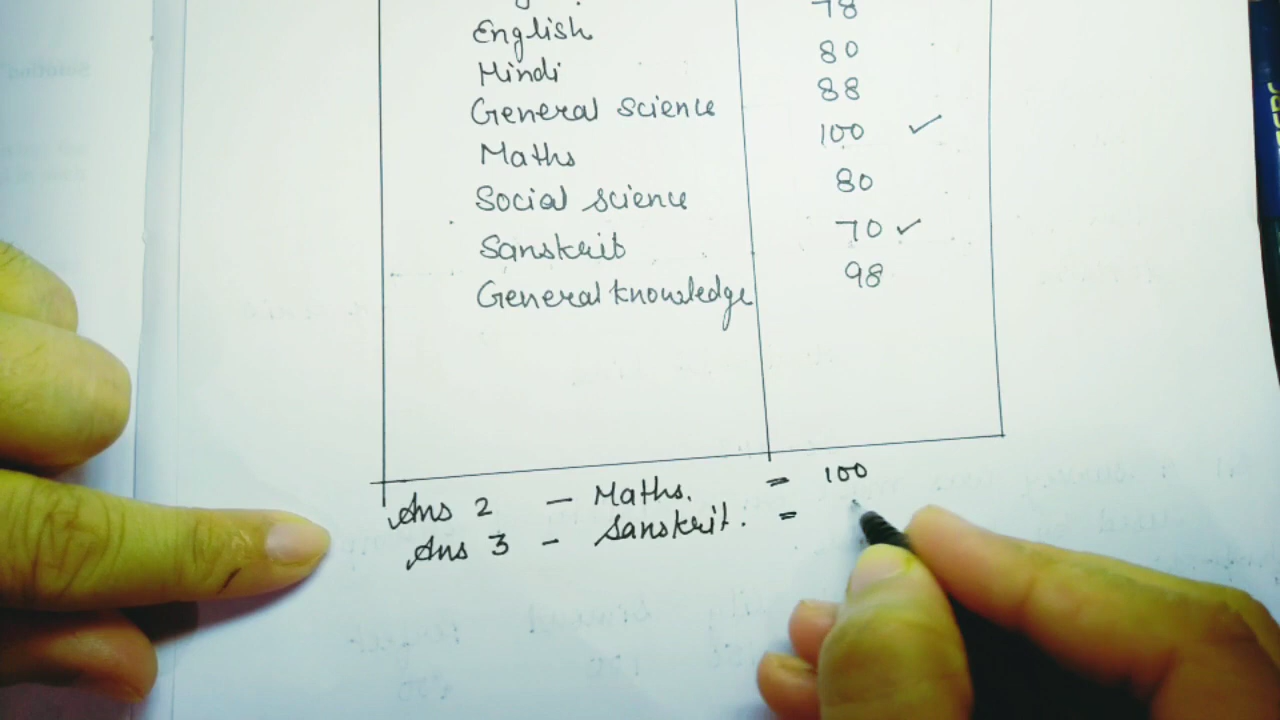 English 78
Hindi 80
General science 88
Maths 100 ✓
Social science 80
Sanskrit 70 ✓
General knowledge 98
Ans 2 — Maths. = 100
Ans 3 - Sanskrit. =